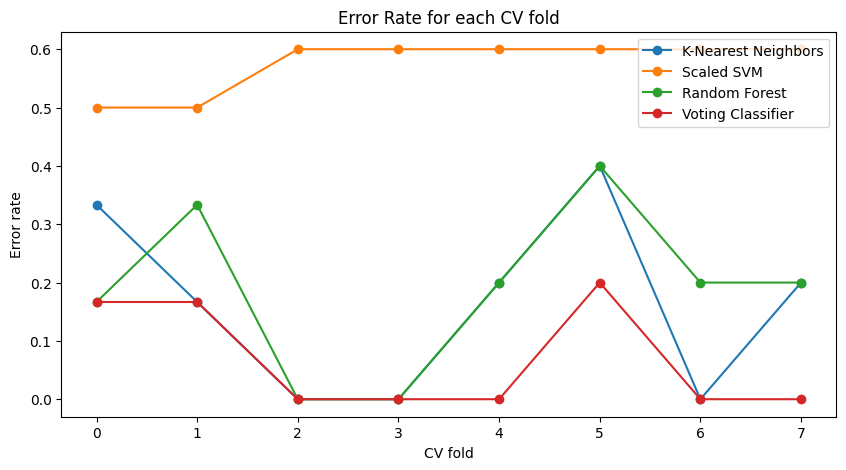 Error Rate for each CV fold
K-Nearest Neighbors
Scaled SVM
Random Forest
Voting Classifier
Error rate
0.6
0.5
0.4
0.3
0.2
0.1
0.0
0 1 2 3 4 5 6 7
CV fold